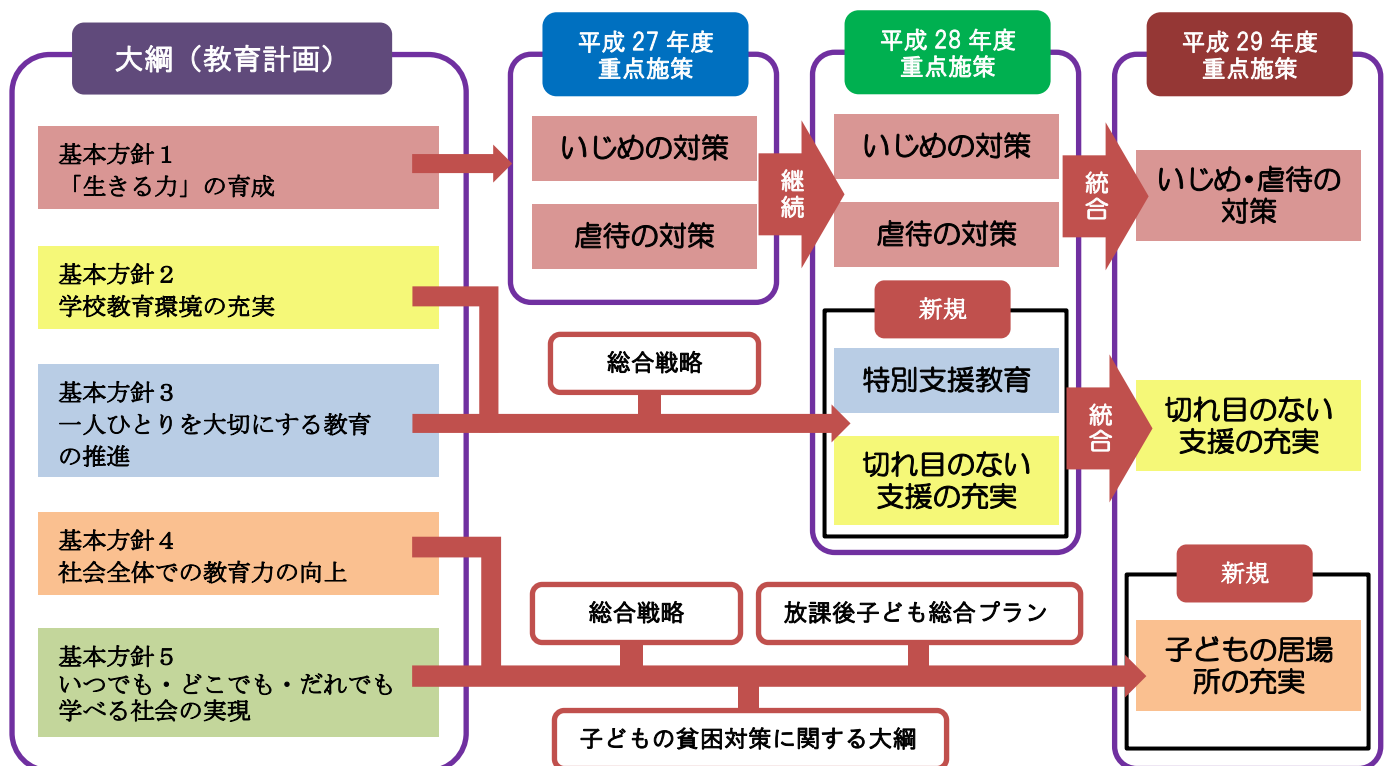 大綱（教育計画）
基本方針１
「生きる力」の育成
基本方針２
学校教育環境の充実
基本方針３
一人ひとりを大切にする教育
の推進
基本方針４
社会全体での教育力の向上
基本方針５
いつでも・どこでも・だれでも
学べる社会の実現
平成 27 年度
重点施策
いじめの対策
虐待の対策
継続
総合戦略
総合戦略
放課後子ども総合プラン
子どもの貧困対策に関する大綱
平成 28 年度
重点施策
いじめの対策
虐待の対策
新規
特別支援教育
切れ目のない
支援の充実
統合
統合
平成 29 年度
重点施策
いじめ・虐待の
対策
切れ目のない
支援の充実
新規
子どもの居場
所の充実